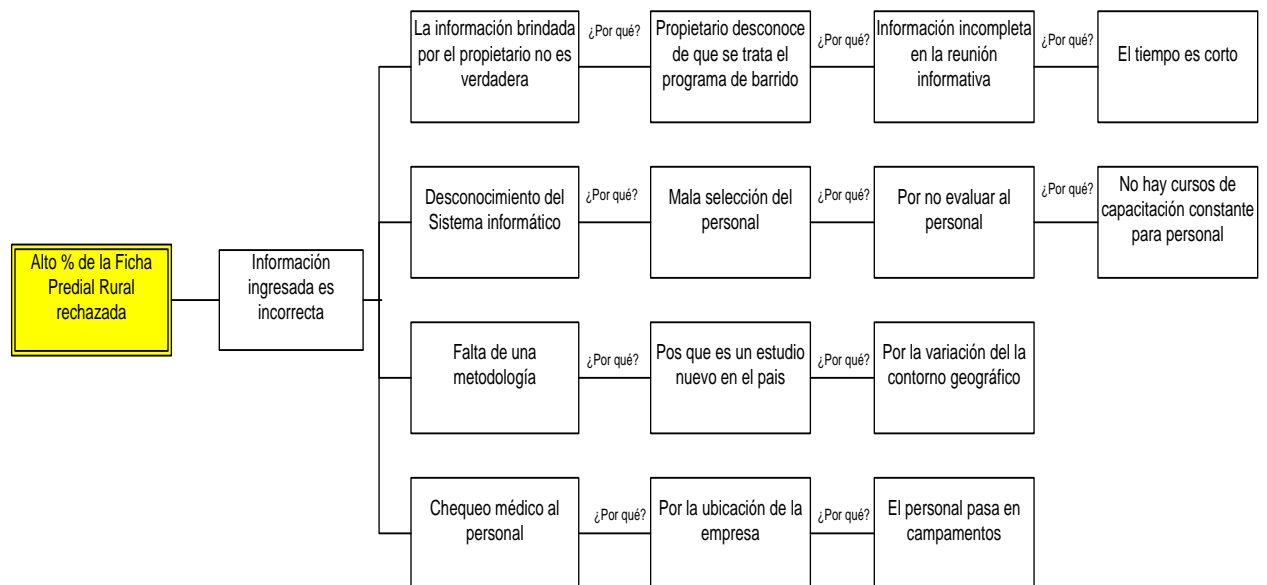 La información brindada
por el propietario no es
verdadera
¿Por qué?
Propietario desconoce
de que se trata el
programa de barrido
¿Por qué?
Información incompleta
en la reunión
informativa
¿Por qué?
El tiempo es corto
Desconocimiento del
Sistema informático
¿Por qué?
Mala selección del
personal
¿Por qué?
Por no evaluar al
personal
¿Por qué?
No hay cursos de
capacitación constante
para personal
Alto % de la Ficha
Predial Rural
rechazada
Información
ingresada es
incorrecta
Falta de una
metodología
¿Por qué?
Pos que es un estudio
nuevo en el pais
¿Por qué?
Por la variación del la
contorno geográfico
Chequeo médico al
personal
¿Por qué?
Por la ubicación de la
empresa
¿Por qué?
El personal pasa en
campamentos